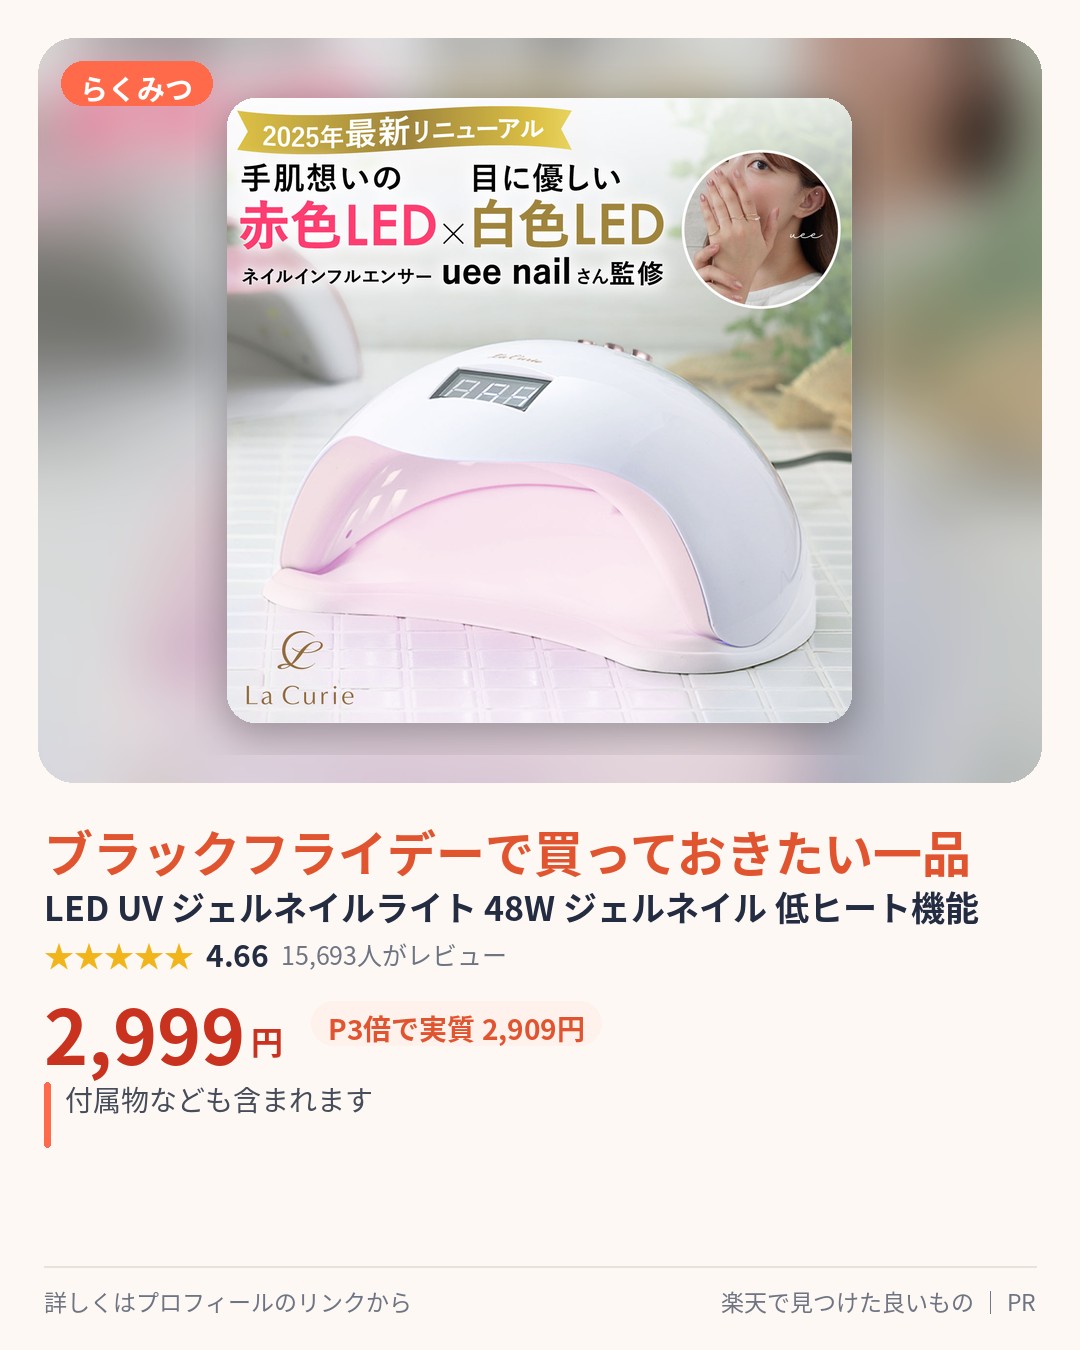 らくみつ
2025年最新リニューアル
手肌想いの 目に優しい
赤色LED×白色LED
ネイルインフルエンサー uee nailさん監修
uee
La Curie
888
La Curie
ブラックフライデーで買っておきたい一品
LED UV ジェルネイルライト 48W ジェルネイル 低ヒート機能
★★★★★ 4.66 15,693人がレビュー
2,999円 P3倍で実質 2,909円
付属物なども含まれます
詳しくはプロフィールのリンクから
楽天で見つけた良いもの｜PR